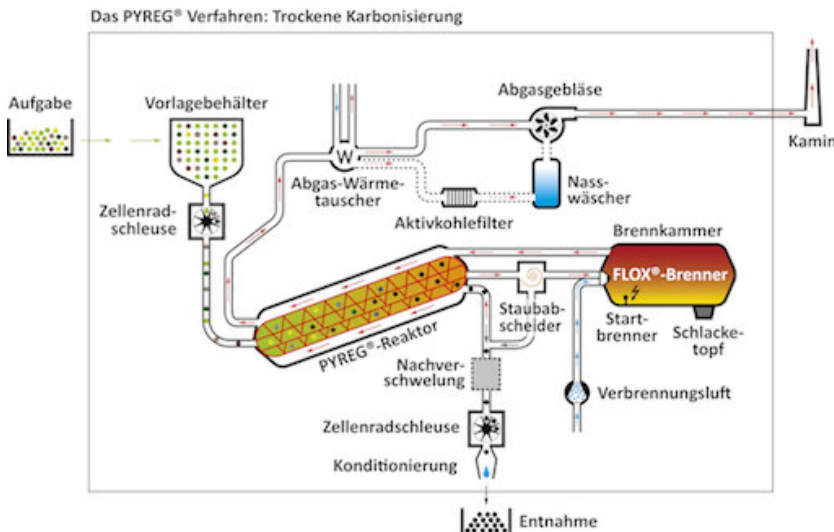 Das PYREG® Verfahren: Trockene Karbonisierung
Aufgabe
Vorlagebehälter
Abgasgebläse
Kamin
W
Abgas-Wärme-
tauscher
Nass-
wäscher
Aktivkohlefilter
Zellenrad-
schleuse
Brennkammer
FLOX®-Brenner
PYREG®-Reaktor
Staubab-
scheider
Start-
brenner
Schlacke-
topf
Nachver-
schwelung
Verbrennungsluft
Zellenradschleuse
Konditionierung
Entnahme